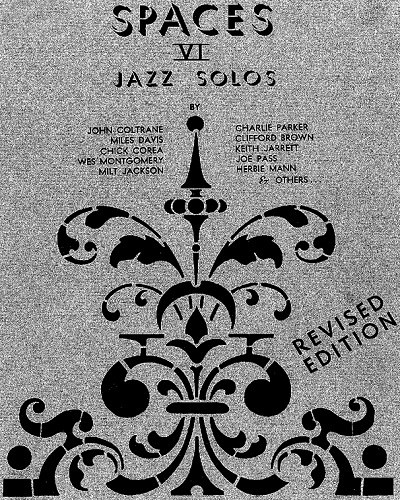 SPACES
VI
JAZZ SOLOS
BY
JOHN COLTRANE
MILES DAVIS
CHICK COREA
WES MONTGOMERY
MILT JACKSON
CHARLIE PARKER
CLIFFORD BROWN
KEITH JARRETT
JOE PASS
HERBIE MANN
& OTHERS...
REVISED
EDITION